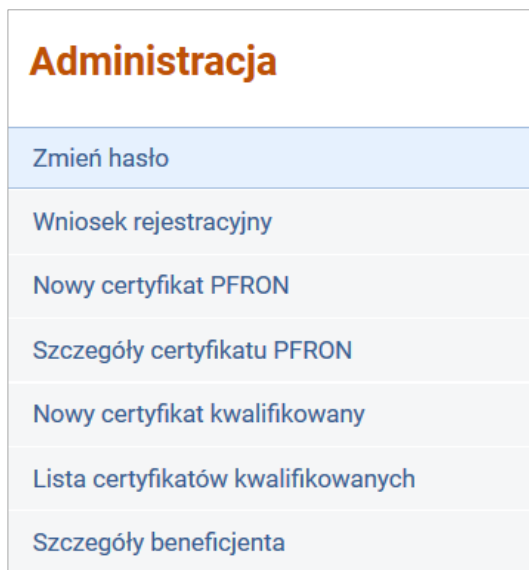 Administracja
Zmień hasło
Wniosek rejestracyjny
Nowy certyfikat PFRON
Szczegóły certyfikatu PFRON
Nowy certyfikat kwalifikowany
Lista certyfikatów kwalifikowanych
Szczegóły beneficjenta